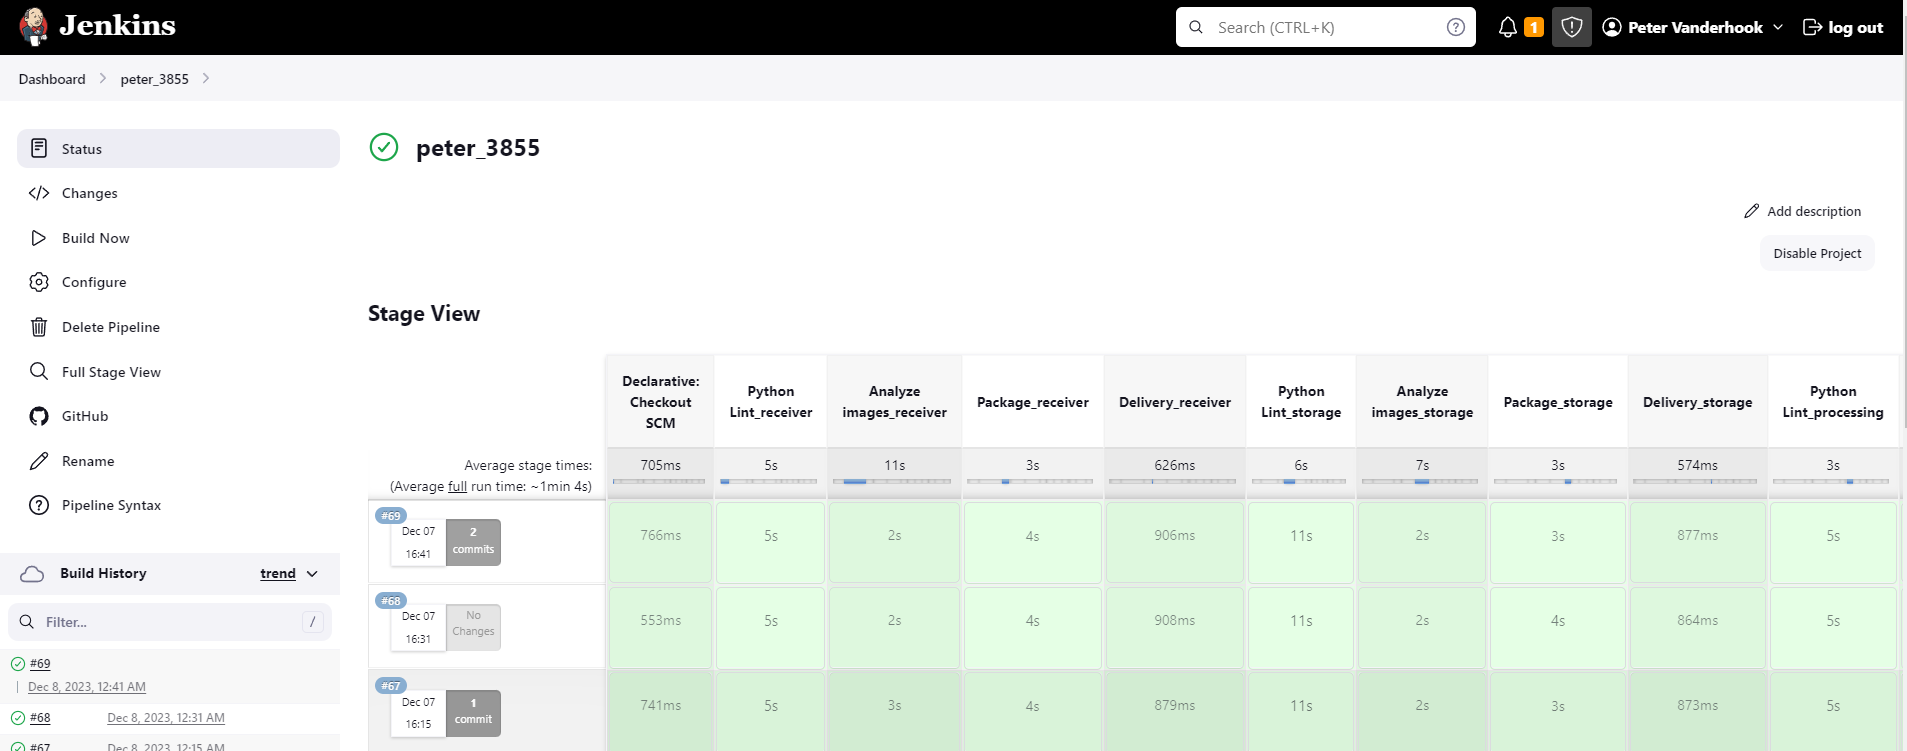 Jenkins
Search (CTRL+K)
1
Peter Vanderhook
log out
Dashboard
peter_3855
Status
Changes
Build Now
Configure
Delete Pipeline
Full Stage View
GitHub
Rename
Pipeline Syntax
Build History
trend
Filter...
/
#69
Dec 8, 2023, 12:41 AM
#68 Dec 8, 2023, 12:31 AM
#67 Dec 8, 2023, 12:15 AM
peter_3855
Add description
Disable Project
Stage View
Declarative:
Checkout
SCM
Python
Lint_receiver
Analyze
images_receiver
Package_receiver
Delivery_receiver
Python
Lint_storage
Analyze
images_storage
Package_storage
Delivery_storage
Python
Lint_processing
Average stage times:
(Average full run time: ~1min 4s)
705ms 5s 11s 3s 626ms 6s 7s 3s 574ms 3s
#69
Dec 07
16:41
2
commits
766ms 5s 2s 4s 906ms 11s 2s 3s 877ms 5s
#68
Dec 07
16:31
No
Changes
553ms 5s 2s 4s 908ms 11s 2s 4s 864ms 5s
#67
Dec 07
16:15
1
commit
741ms 5s 3s 4s 879ms 11s 2s 3s 873ms 5s